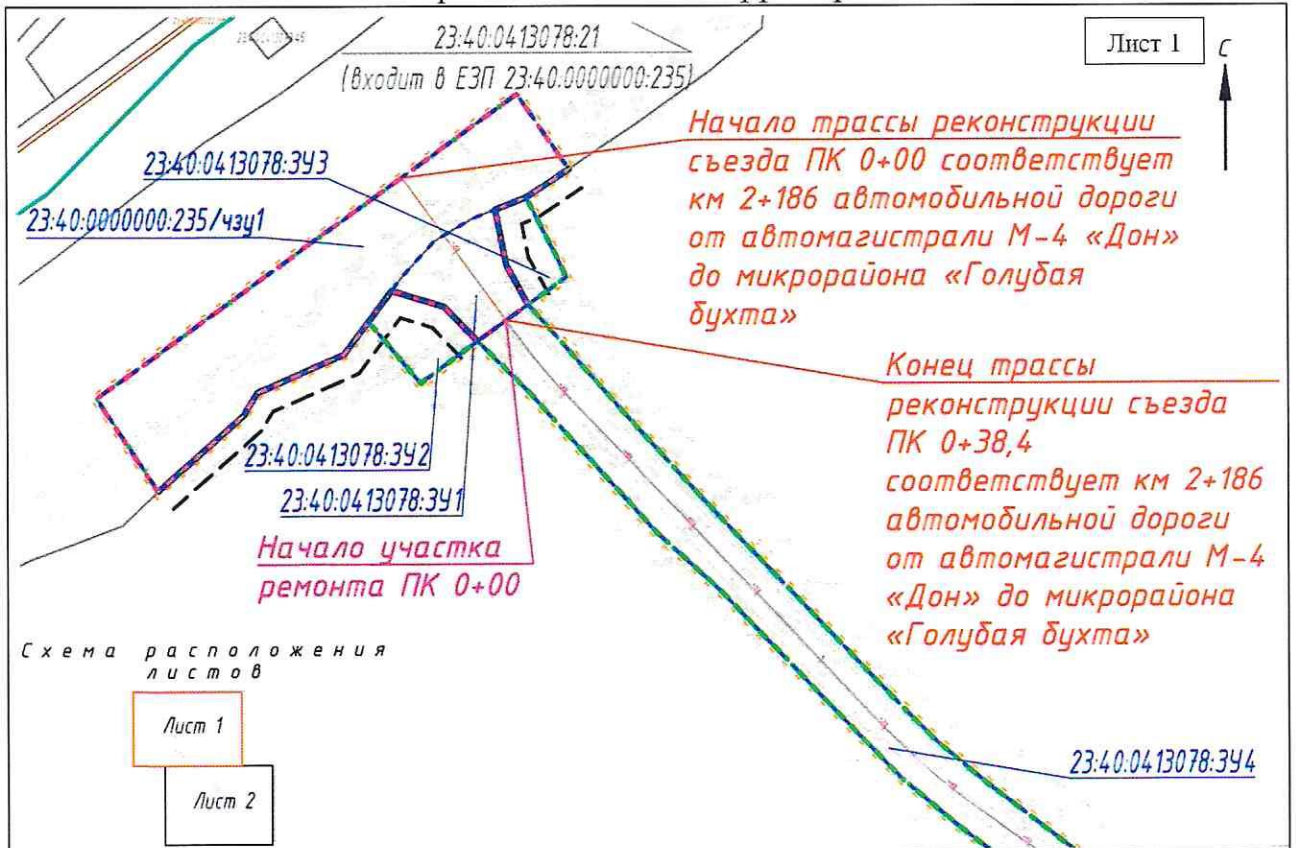 Лист 1
С
23:40:0413078:21
(входит в ЕЗП 23:40:0000000:235)
23:40:0413078:ЗУ3
23:40:0000000:235/чзу1
Начало трассы реконструкции
съезда ПК 0+00 соответствует
км 2+186 автомобильной дороги
от автомагистрали М-4 «Дон»
до микрорайона «Голубая
бухта»
Конец трассы
реконструкции съезда
ПК 0+38,4
соответствует км 2+186
автомобильной дороги
от автомагистрали М-4
«Дон» до микрорайона
«Голубая бухта»
23:40:0413078:ЗУ2
23:40:0413078:ЗУ1
Начало участка
ремонта ПК 0+00
Схема расположения
листов
Лист 1
Лист 2
23:40:0413078:ЗУ4